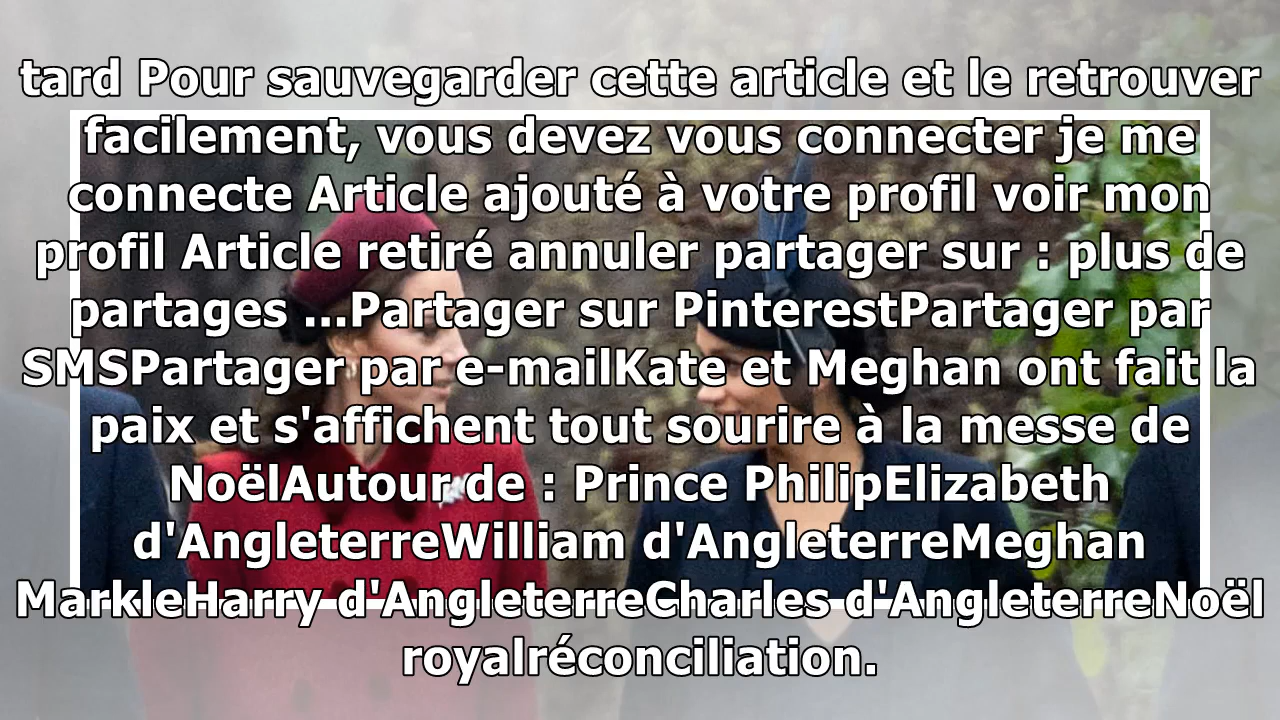 tard Pour sauvegarder cette article et le retrouver
facilement, vous devez vous connecter je me
connecte Article ajouté à votre profil voir mon
profil Article retiré annuler partager sur : plus de
partages ...Partager sur PinterestPartager par
SMSPartager par e-mailKate et Meghan ont fait la
paix et s'affichent tout sourire à la messe de
NoëlAutour de : Prince PhilipElizabeth
d'AngleterreWilliam d'AngleterreMeghan
MarkleHarry d'AngleterreCharles d'AngleterreNoël
royalréconciliation.